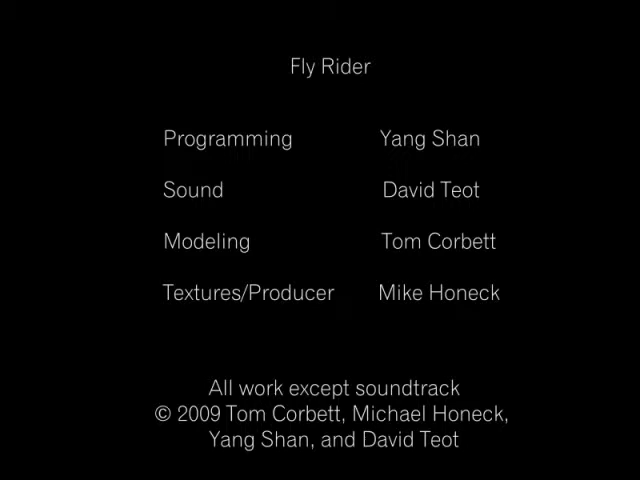 Fly Rider
Programming Yang Shan
Sound David Teot
Modeling Tom Corbett
Textures/Producer Mike Honeck
All work except soundtrack
© 2009 Tom Corbett, Michael Honeck,
Yang Shan, and David Teot